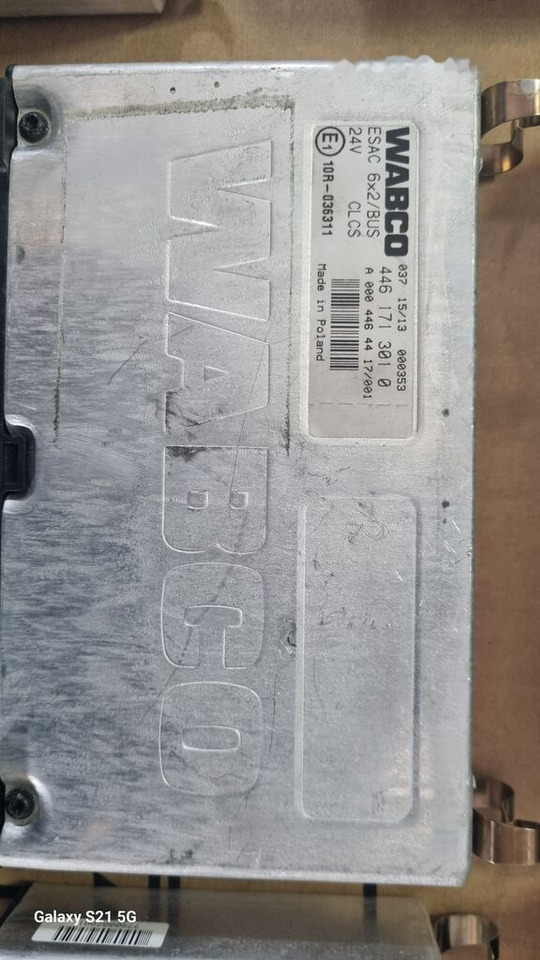 WABCO
037 15/13 000353
446 171 301 0
ESAC 6x2/BUS
A 000 446 44 17/001
24V CLCS
E1 10R-036311
Made in Poland
WABCO
Galaxy S21 5G